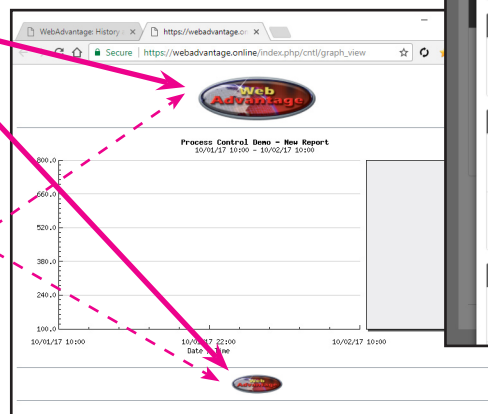 WebAdvantage: History
https://webadvantage.on
Secure | https://webadvantage.online/index.php/cntl/graph_view
Web
Advantage
Process Control Demo - New Report
10/01/17 10:00 - 10/02/17 10:00
800.0
660.0
520.0
380.0
240.0
100.0
10/01/17 10:00 10/01/17 22:00 10/02/17 10:00
Date / Time
Web
Advantage